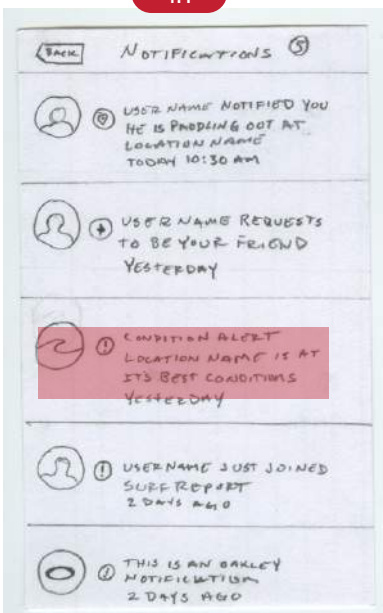 BACK NOTIFICATIONS 5
USER NAME NOTIFIED YOU
HE IS PADDLING OUT AT
LOCATION NAME
TODAY 10:30 AM
USER NAME REQUESTS
TO BE YOUR FRIEND
YESTERDAY
! CONDITION ALERT
LOCATION NAME IS AT
IT'S BEST CONDITIONS
YESTERDAY
! USERNAME JUST JOINED
SURF REPORT
2 DAYS AGO
! THIS IS AN OAKLEY
NOTIFICATION
2 DAYS AGO